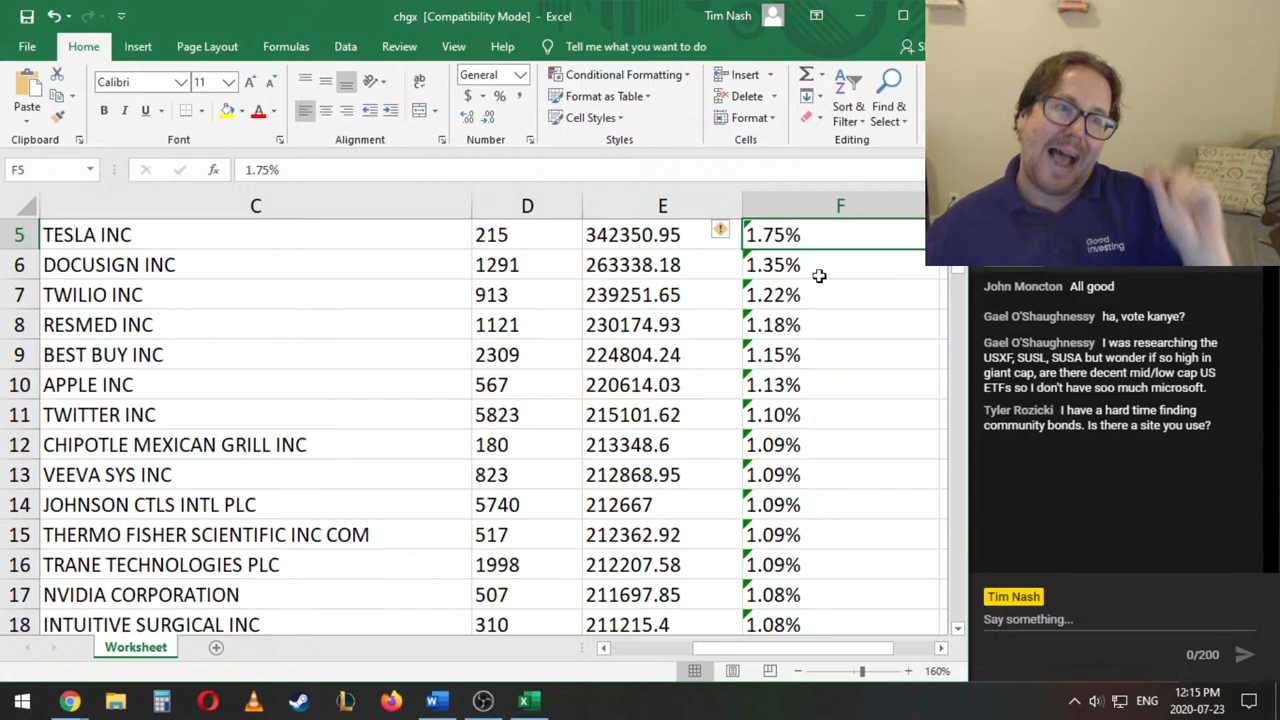 chgx [Compatibility Mode] - Excel
Tim Nash
File Home Insert Page Layout Formulas Data Review View Help Tell me what you want to do
Paste
Clipboard
Calibri 11
B I U
Font
ab
Alignment
General
$ % ,
Number
Conditional Formatting
Format as Table
Cell Styles
Styles
Insert
Delete
Format
Cells
Sort & Filter
Find & Select
Editing
F5 fx 1.75%
C D E F
5 TESLA INC 215 342350.95 1.75%
6 DOCUSIGN INC 1291 263338.18 1.35%
7 TWILIO INC 913 239251.65 1.22%
8 RESMED INC 1121 230174.93 1.18%
9 BEST BUY INC 2309 224804.24 1.15%
10 APPLE INC 567 220614.03 1.13%
11 TWITTER INC 5823 215101.62 1.10%
12 CHIPOTLE MEXICAN GRILL INC 180 213348.6 1.09%
13 VEEVA SYS INC 823 212868.95 1.09%
14 JOHNSON CTLS INTL PLC 5740 212667 1.09%
15 THERMO FISHER SCIENTIFIC INC COM 517 212362.92 1.09%
16 TRANE TECHNOLOGIES PLC 1998 212207.58 1.09%
17 NVIDIA CORPORATION 507 211697.85 1.08%
18 INTUITIVE SURGICAL INC 310 211215.4 1.08%
Worksheet
160%
Good
Investing
John Moncton All good
Gael O'Shaughnessy ha, vote kanye?
Gael O'Shaughnessy I was researching the
USXF, SUSL, SUSA but wonder if so high in
giant cap, are there decent mid/low cap US
ETFs so I don't have soo much microsoft.
Tyler Rozicki I have a hard time finding
community bonds. Is there a site you use?
Tim Nash
Say something...
0/200
ENG
12:15 PM
2020-07-23